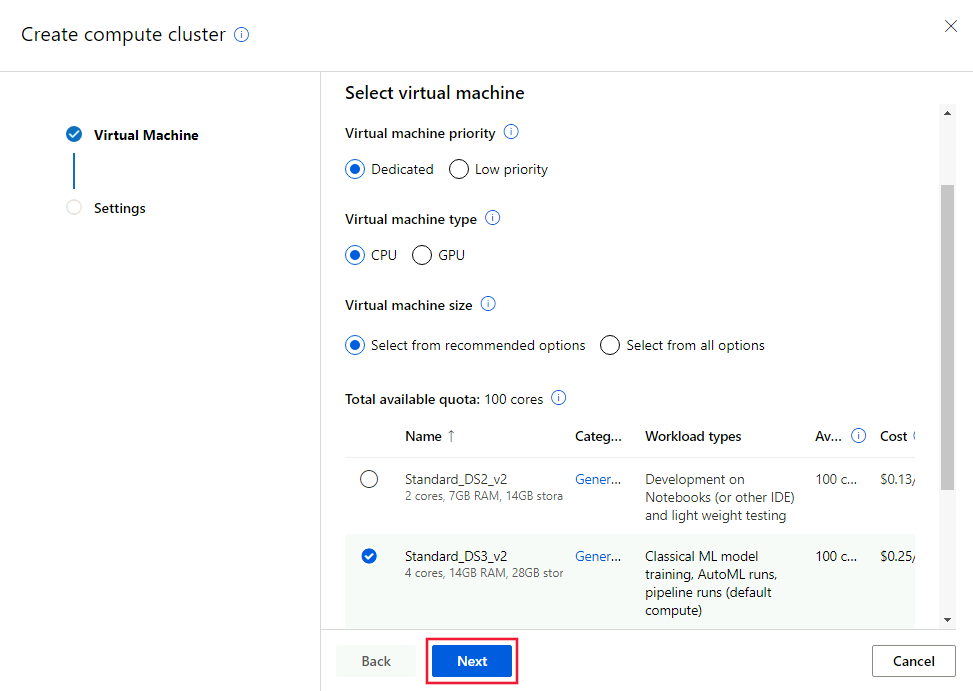 Create compute cluster
Virtual Machine
Settings
Select virtual machine
Virtual machine priority
Dedicated Low priority
Virtual machine type
CPU GPU
Virtual machine size
Select from recommended options Select from all options
Total available quota: 100 cores
Name ↑ Categ... Workload types Av... Cost
Standard_DS2_v2 Gener... Development on 100 c... $0.13/
2 cores, 7GB RAM, 14GB stora Notebooks (or other IDE)
and light weight testing
Standard_DS3_v2 Gener... Classical ML model 100 c... $0.25/
4 cores, 14GB RAM, 28GB stor training, AutoML runs,
pipeline runs (default
compute)
Back Next Cancel